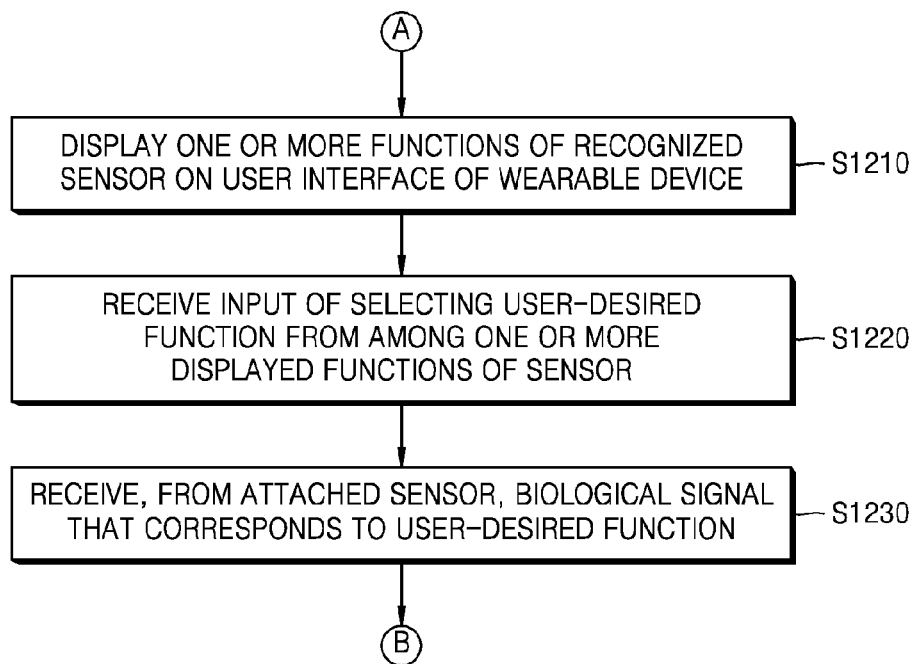 A
DISPLAY ONE OR MORE FUNCTIONS OF RECOGNIZED
SENSOR ON USER INTERFACE OF WEARABLE DEVICE
S1210
RECEIVE INPUT OF SELECTING USER-DESIRED
FUNCTION FROM AMONG ONE OR MORE
DISPLAYED FUNCTIONS OF SENSOR
S1220
RECEIVE, FROM ATTACHED SENSOR, BIOLOGICAL SIGNAL
THAT CORRESPONDS TO USER-DESIRED FUNCTION
S1230
B